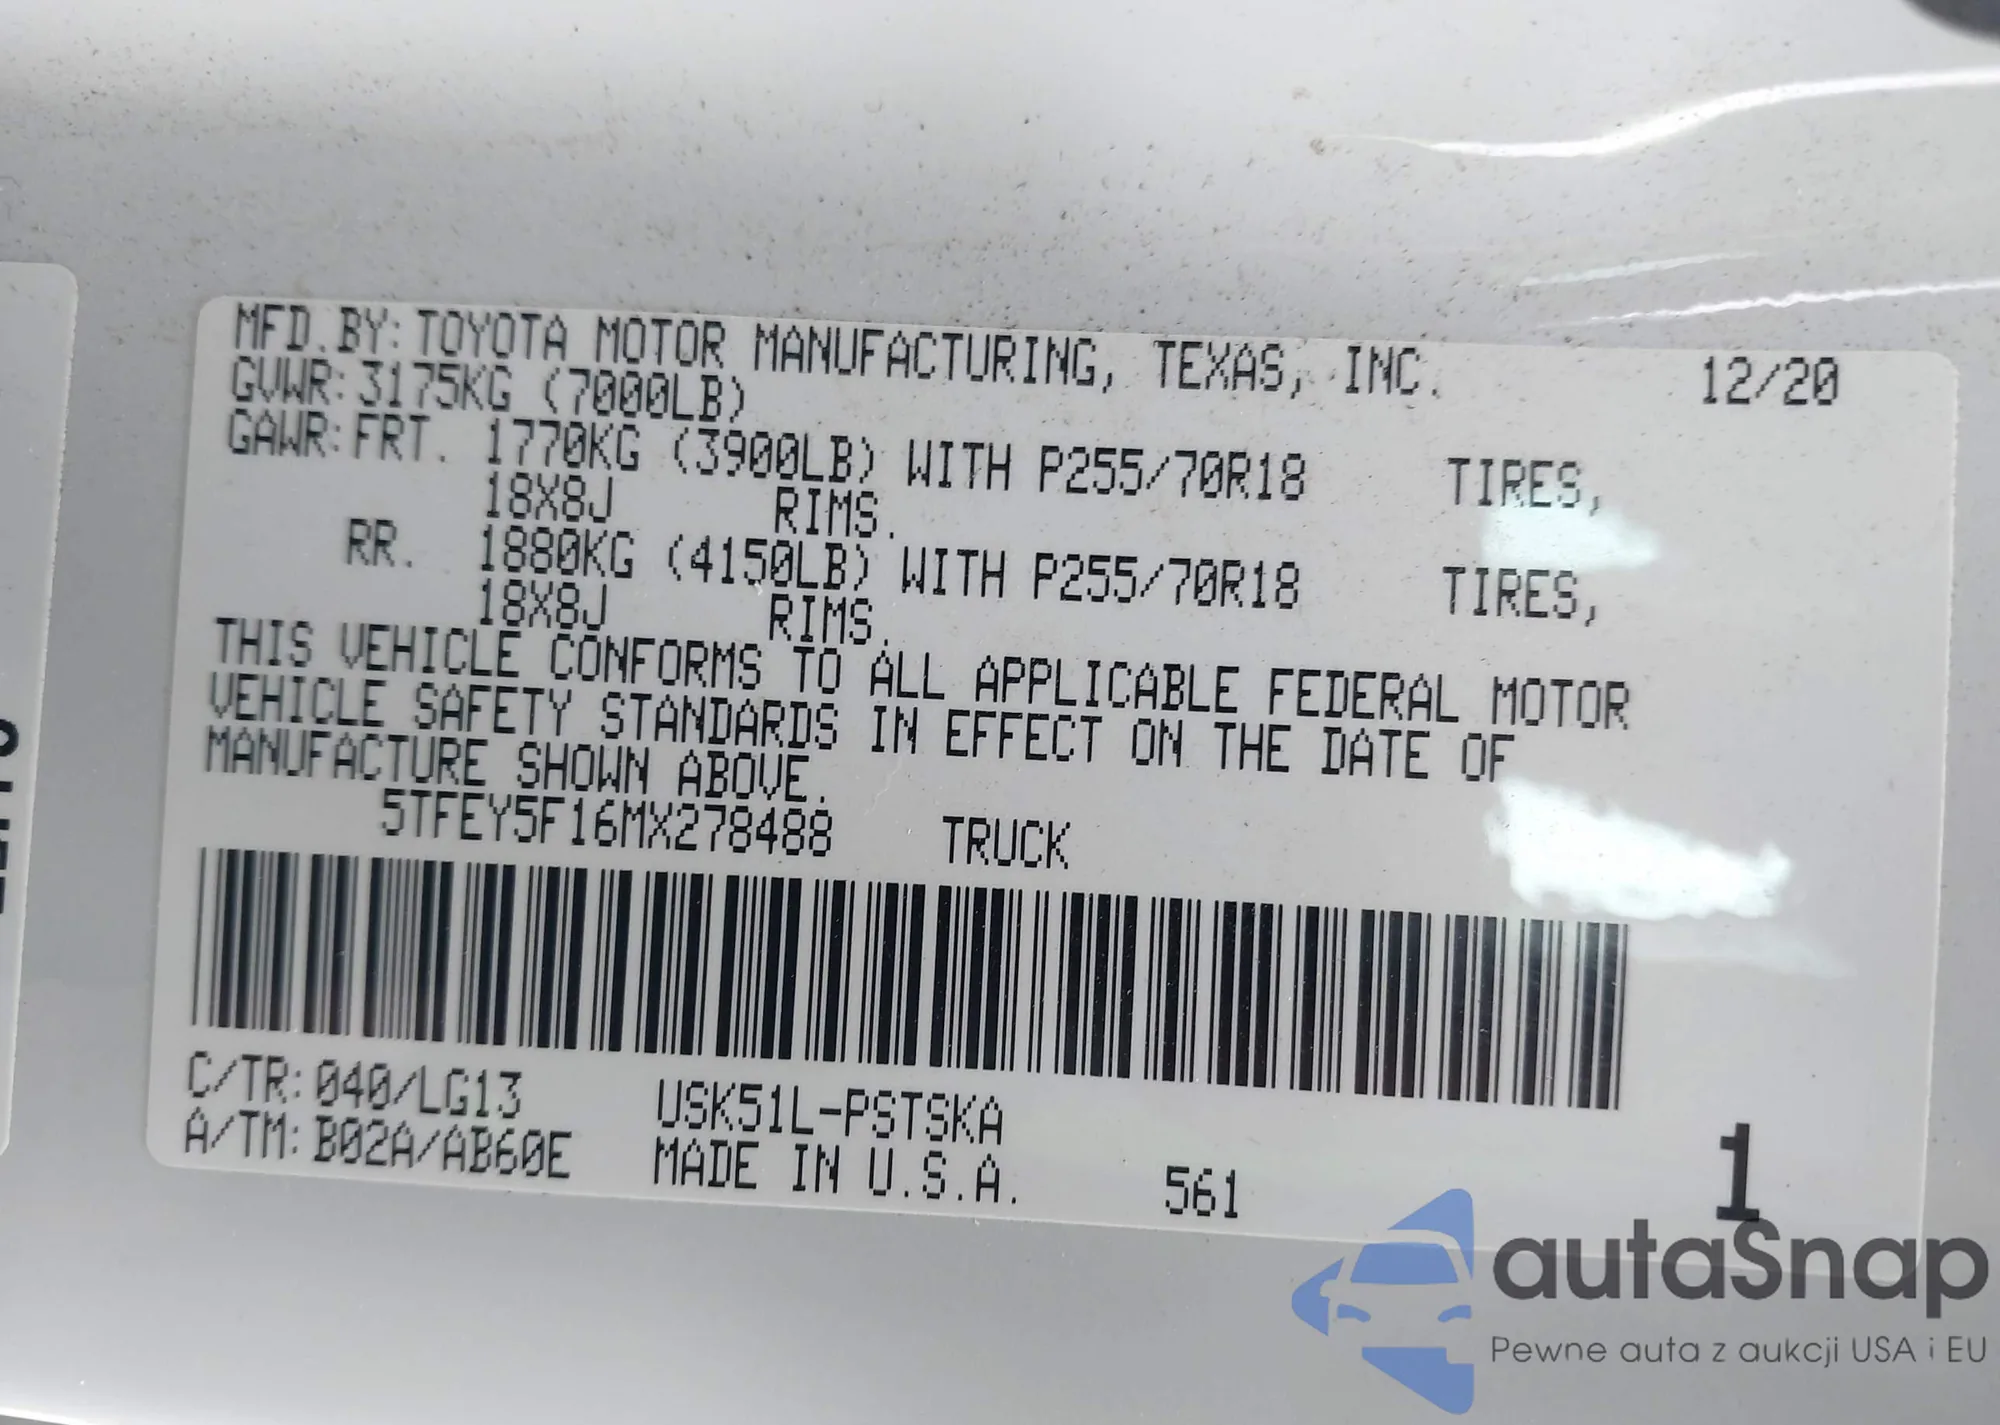 MFD.BY: TOYOTA MOTOR MANUFACTURING, TEXAS, INC. 12/20
GVWR: 3175KG (7000LB)
GAWR: FRT. 1770KG (3900LB) WITH P255/70R18 TIRES,
18X8J RIMS.
RR. 1880KG (4150LB) WITH P255/70R18 TIRES,
18X8J RIMS.
THIS VEHICLE CONFORMS TO ALL APPLICABLE FEDERAL MOTOR
VEHICLE SAFETY STANDARDS IN EFFECT ON THE DATE OF
MANUFACTURE SHOWN ABOVE.
5TFEY5F16MX278488 TRUCK
C/TR: 040/LG13 USK51L-PSTSKA
A/TM: B02A/AB60E MADE IN U.S.A. 561 1
autaSnap
Pewne auta z aukcji USA i EU